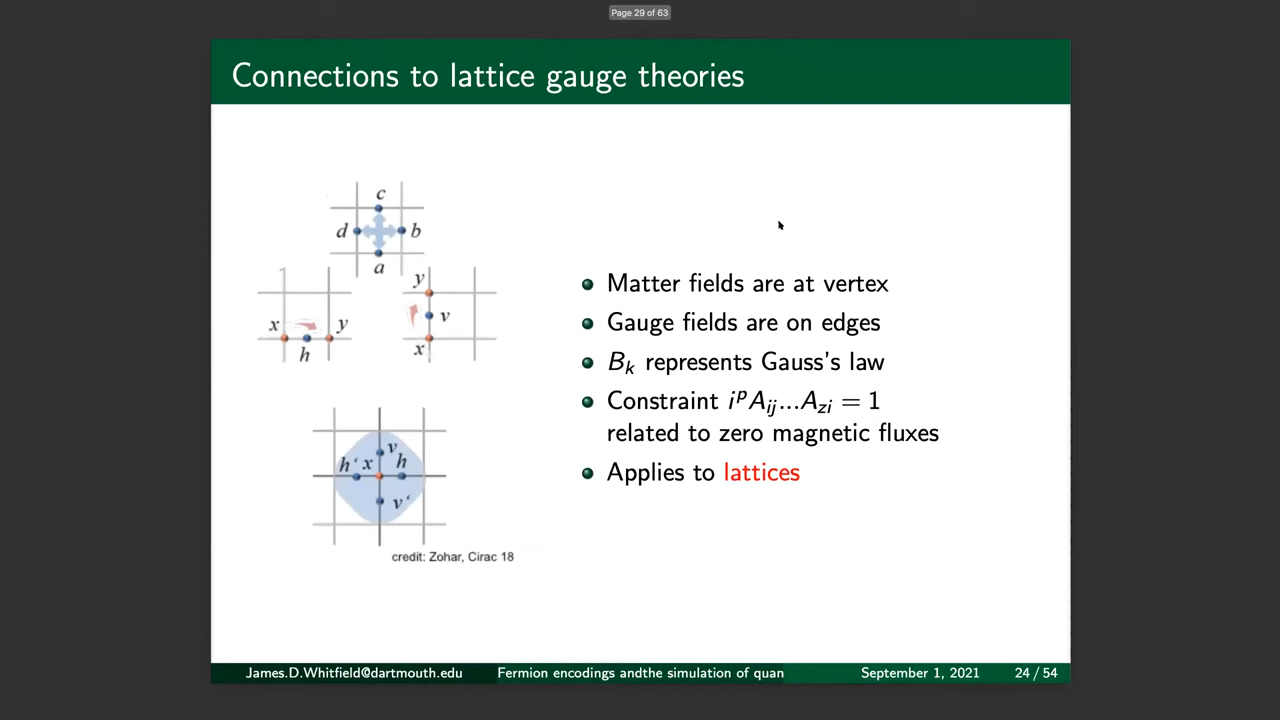 Page 29 of 63
Connections to lattice gauge theories
c
d b
a
y
v
x
x y
h
v
h' x h
v'
credit: Zohar, Cirac 18
Matter fields are at vertex
Gauge fields are on edges
Bₖ represents Gauss's law
Constraint iᵖAᵢⱼ...A_zi = 1
related to zero magnetic fluxes
Applies to lattices
James.D.Whitfield@dartmouth.edu Fermion encodings andthe simulation of quan September 1, 2021 24 / 54